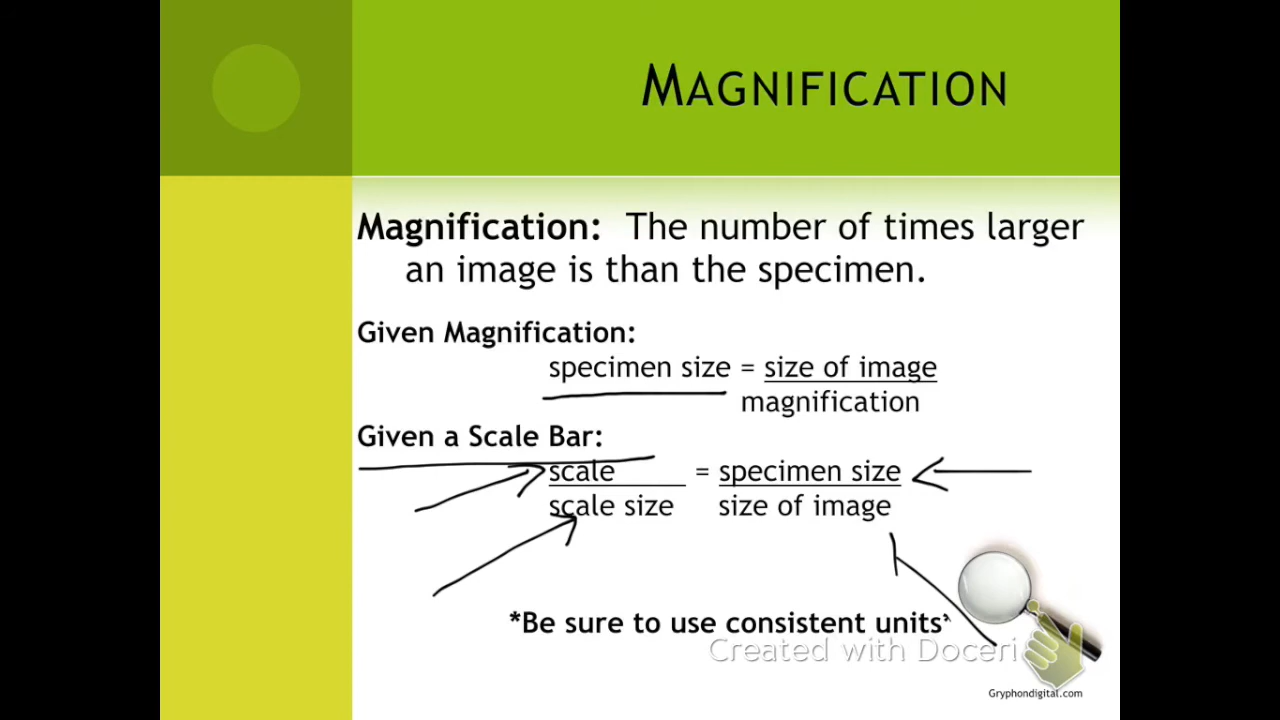 MAGNIFICATION
Magnification: The number of times larger
an image is than the specimen.
Given Magnification:
specimen size = size of image
magnification
Given a Scale Bar:
scale = specimen size
scale size size of image
*Be sure to use consistent units*
Created with Doceri
Gryphondigital.com